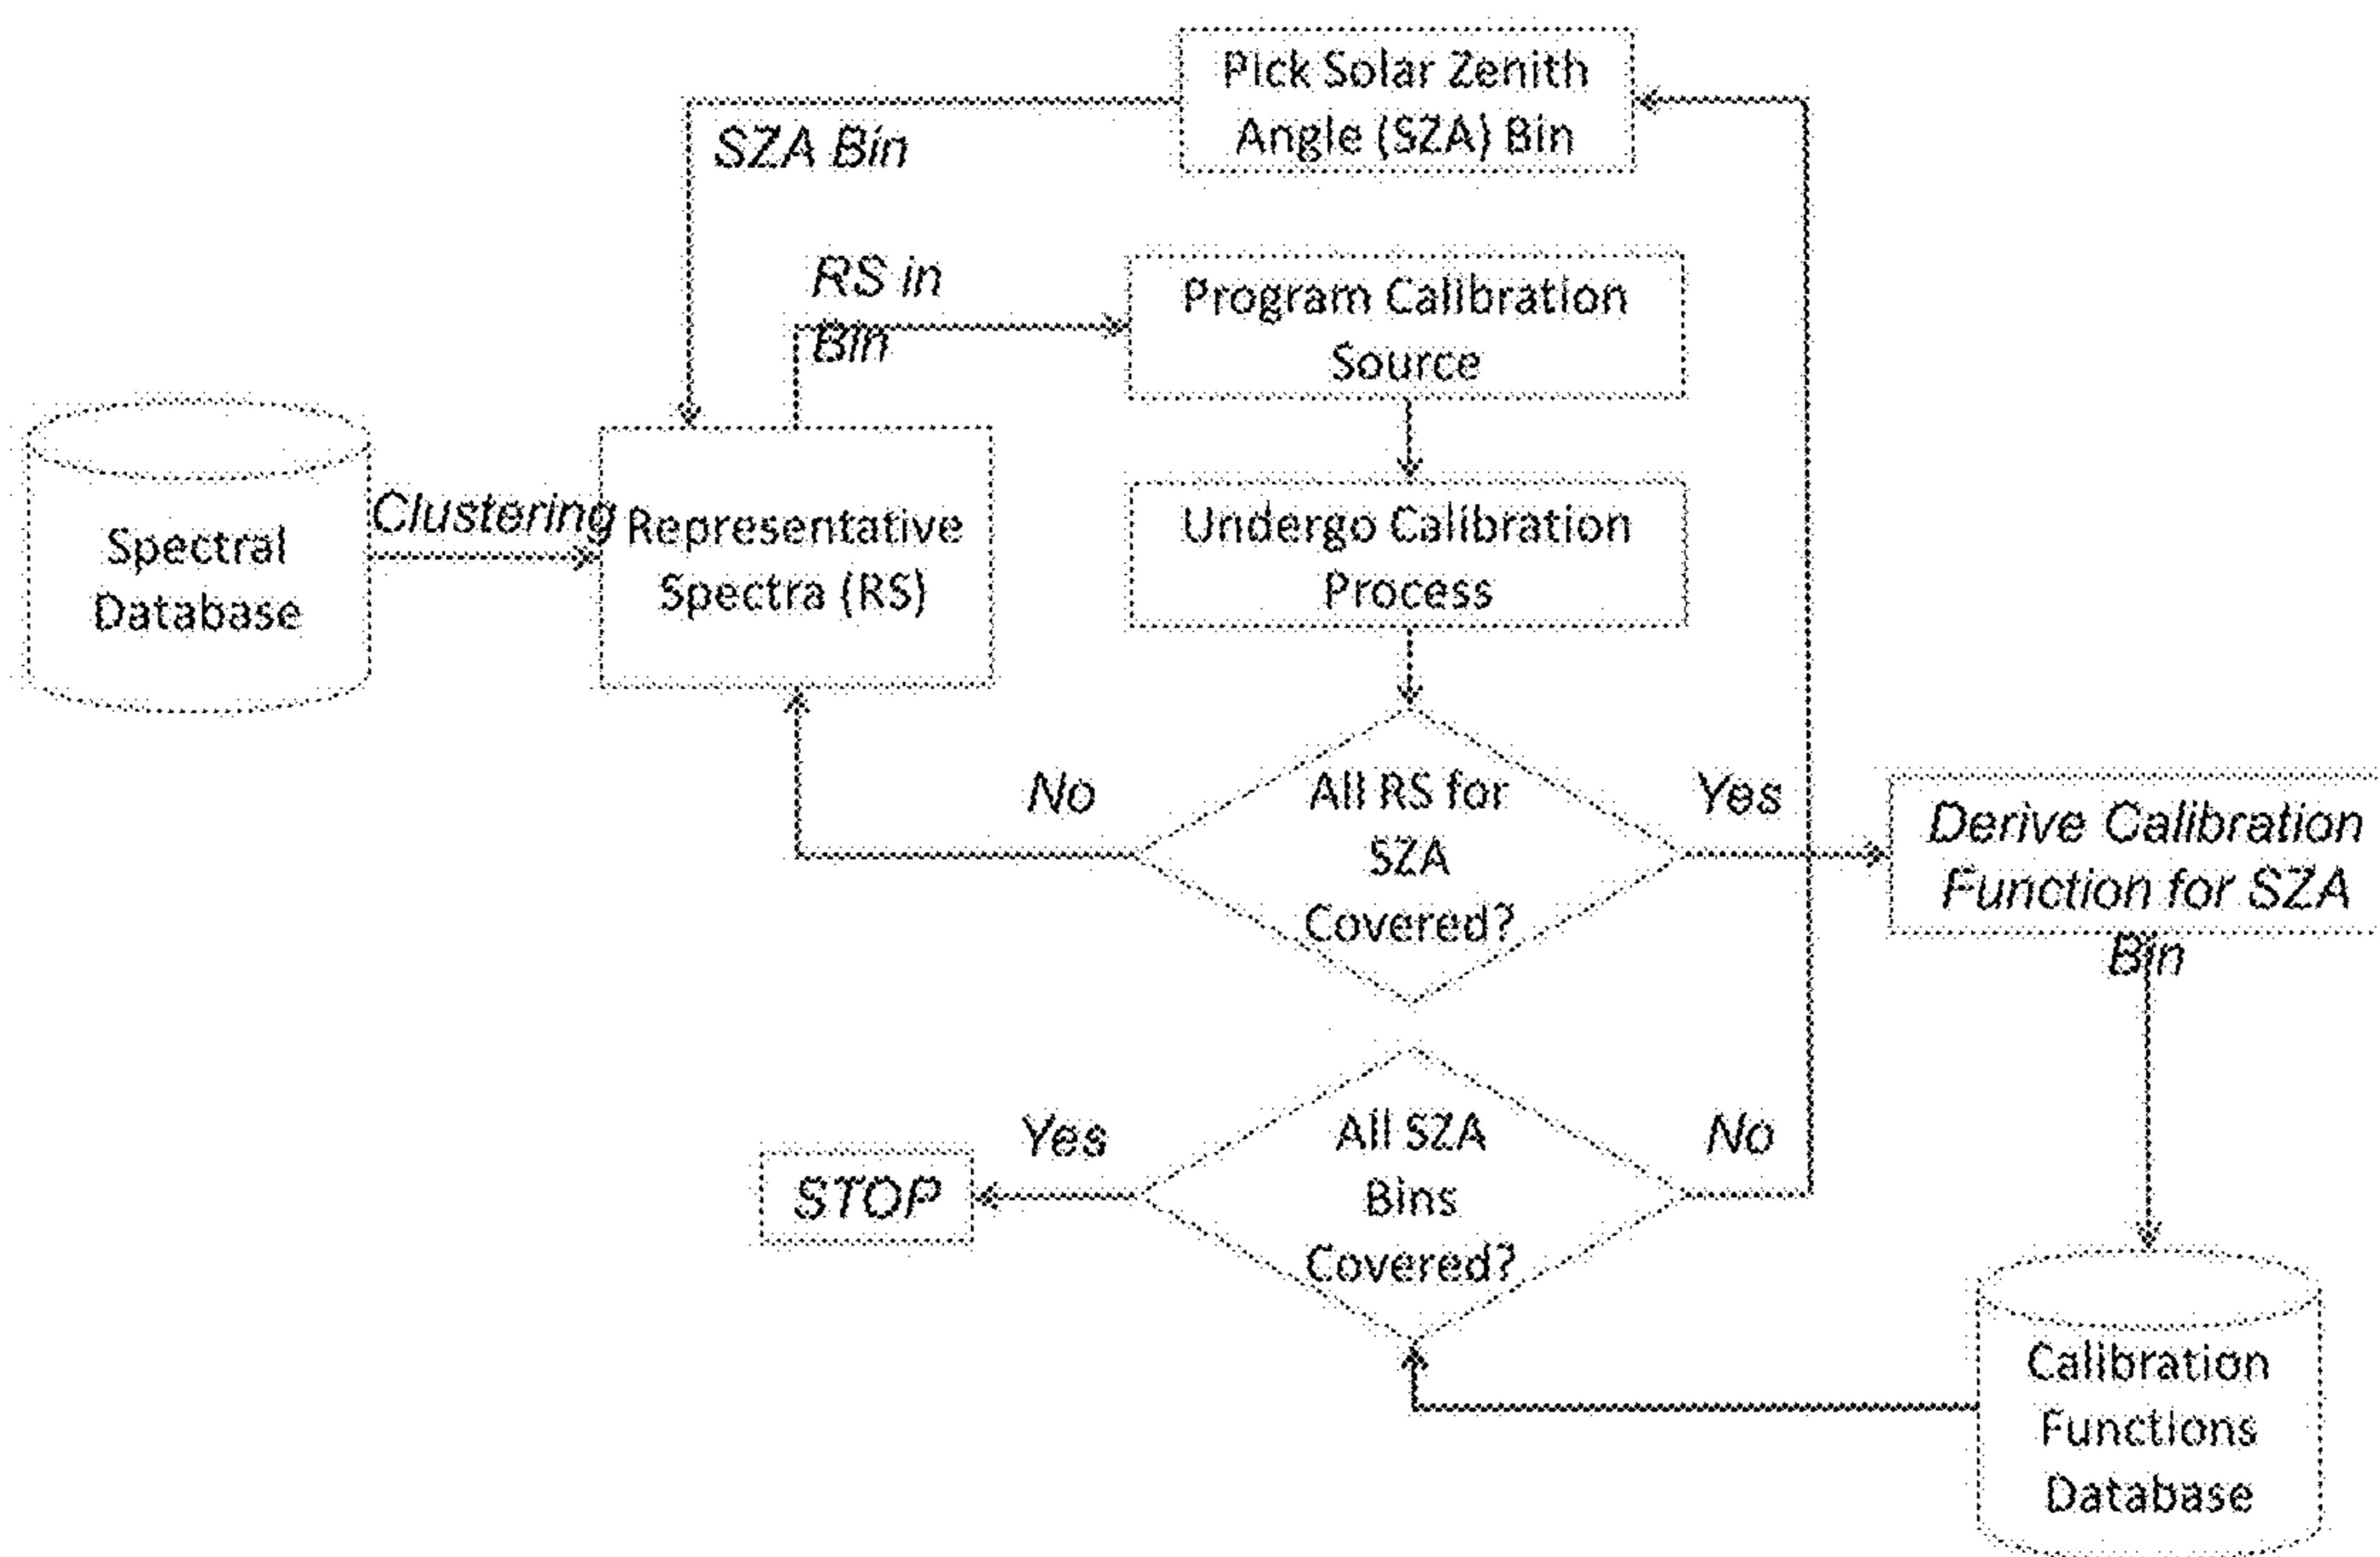 Pick Solar Zenith
Angle (SZA) Bin
SZA Bin
RS in
Bin
Program Calibration
Source
Clustering
Spectral
Database
Representative
Spectra (RS)
Undergo Calibration
Process
No
All RS for
SZA
Covered?
Yes
Derive Calibration
Function for SZA
Bin
STOP
Yes
All SZA
Bins
Covered?
No
Calibration
Functions
Database